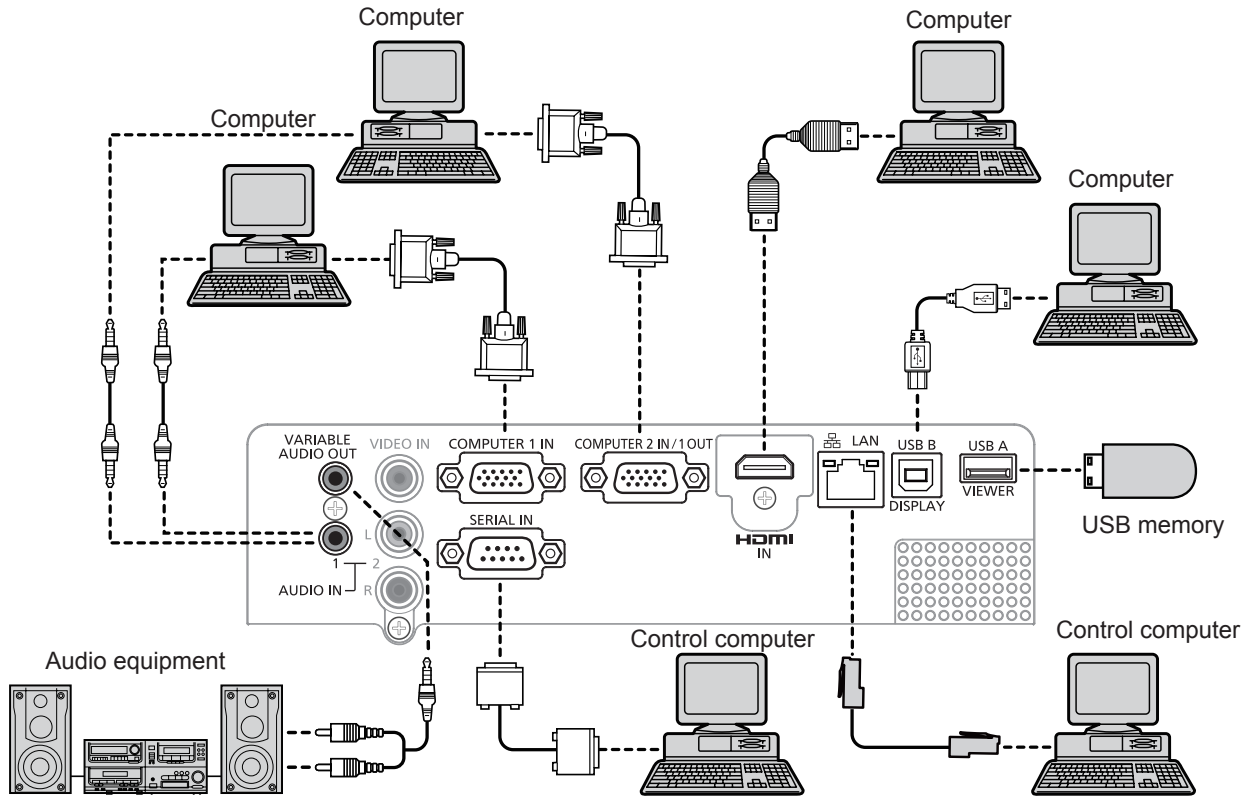 Computer
Computer
Computer
Computer
VARIABLE
AUDIO OUT
VIDEO IN
COMPUTER 1 IN
COMPUTER 2 IN / 1 OUT
LAN
USB B
USB A
VIEWER
DISPLAY
USB memory
SERIAL IN
HDMI
IN
L
1
2
AUDIO IN
R
Control computer
Control computer
Audio equipment